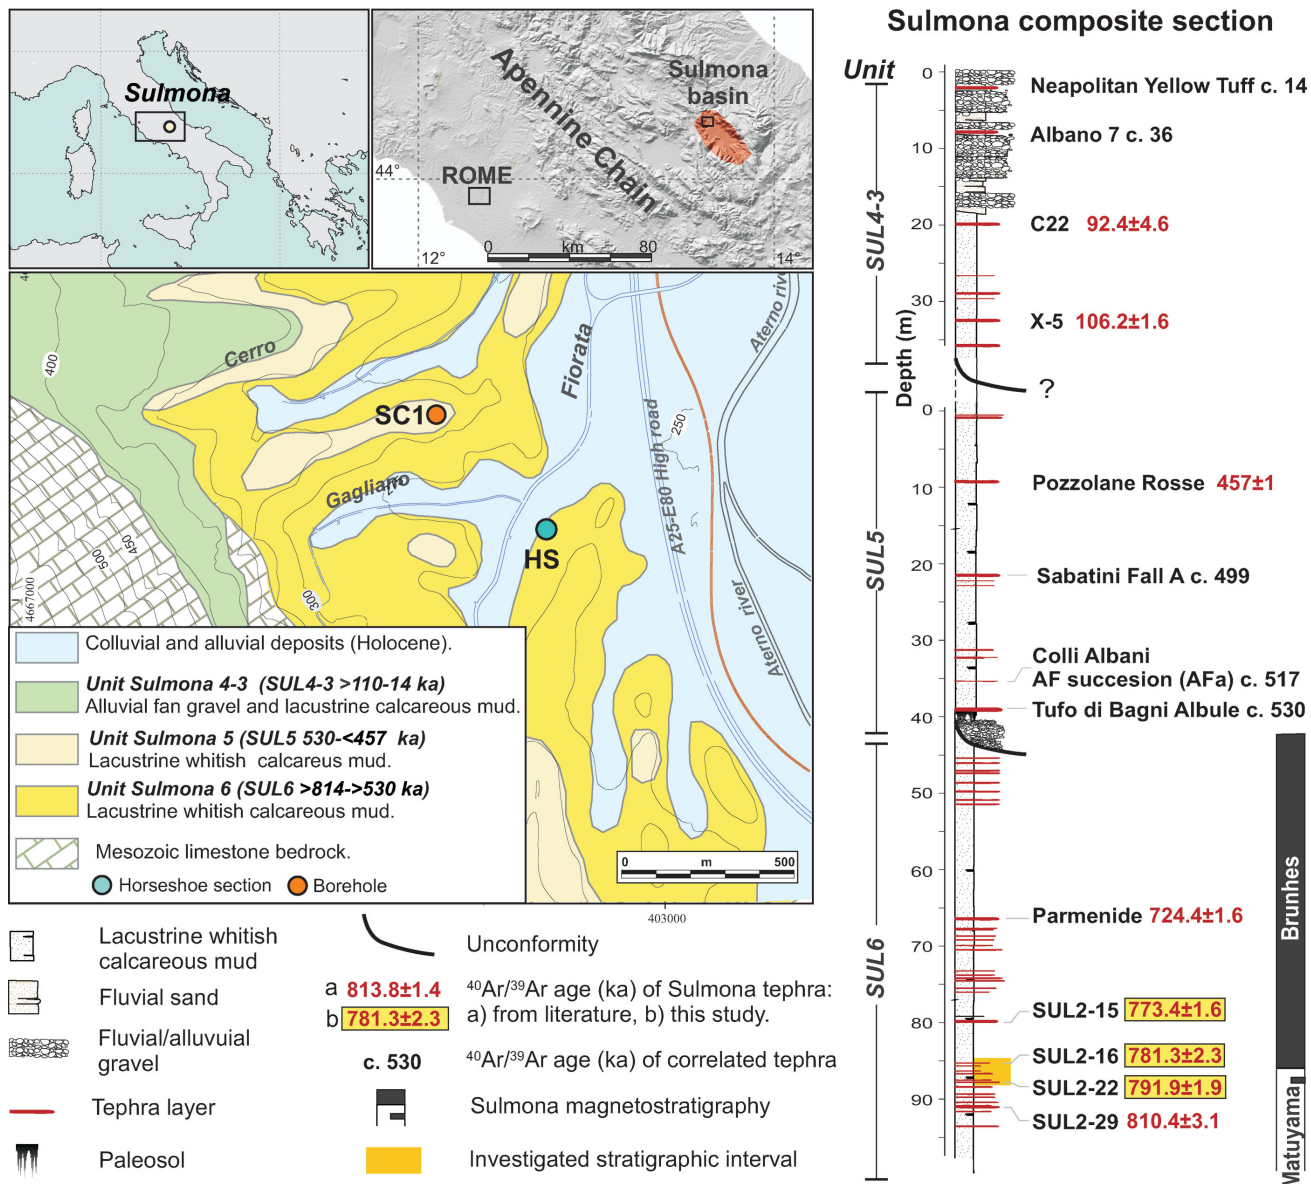 Sulmona
Apennine Chain
Sulmona
basin
ROME
44°
12°
14°
0 km 80
Cerro
400
SC1
Fiorata
Aterno
A25-E80 High road
250
Gagliano
HS
500
450
300
4667000
Aterno river
Colluvial and alluvial deposits (Holocene).
Unit Sulmona 4-3 (SUL4-3 >110-14 ka)
Alluvial fan gravel and lacustrine calcareous mud.
Unit Sulmona 5 (SUL5 530-<457 ka)
Lacustrine whitish calcareus mud.
Unit Sulmona 6 (SUL6 >814->530 ka)
Lacustrine whitish calcareous mud.
Mesozoic limestone bedrock.
Horseshoe section
Borehole
0 m 500
403000
Lacustrine whitish
calcareous mud
Fluvial sand
Fluvial/alluvuial
gravel
Tephra layer
Paleosol
Unconformity
a 813.8±1.4
b 781.3±2.3
40Ar/39Ar age (ka) of Sulmona tephra:
a) from literature, b) this study.
c. 530
40Ar/39Ar age (ka) of correlated tephra
Sulmona magnetostratigraphy
Investigated stratigraphic interval
Sulmona composite section
Unit
SUL4-3
SUL5
SUL6
Depth (m)
0
10
20
30
0
10
20
30
40
50
60
70
80
90
Neapolitan Yellow Tuff c. 14
Albano 7 c. 36
C22 92.4±4.6
X-5 106.2±1.6
?
Pozzolane Rosse 457±1
Sabatini Fall A c. 499
Colli Albani
AF succesion (AFa) c. 517
Tufo di Bagni Albule c. 530
Parmenide 724.4±1.6
SUL2-15 773.4±1.6
SUL2-16 781.3±2.3
SUL2-22 791.9±1.9
SUL2-29 810.4±3.1
Brunhes
Matuyama